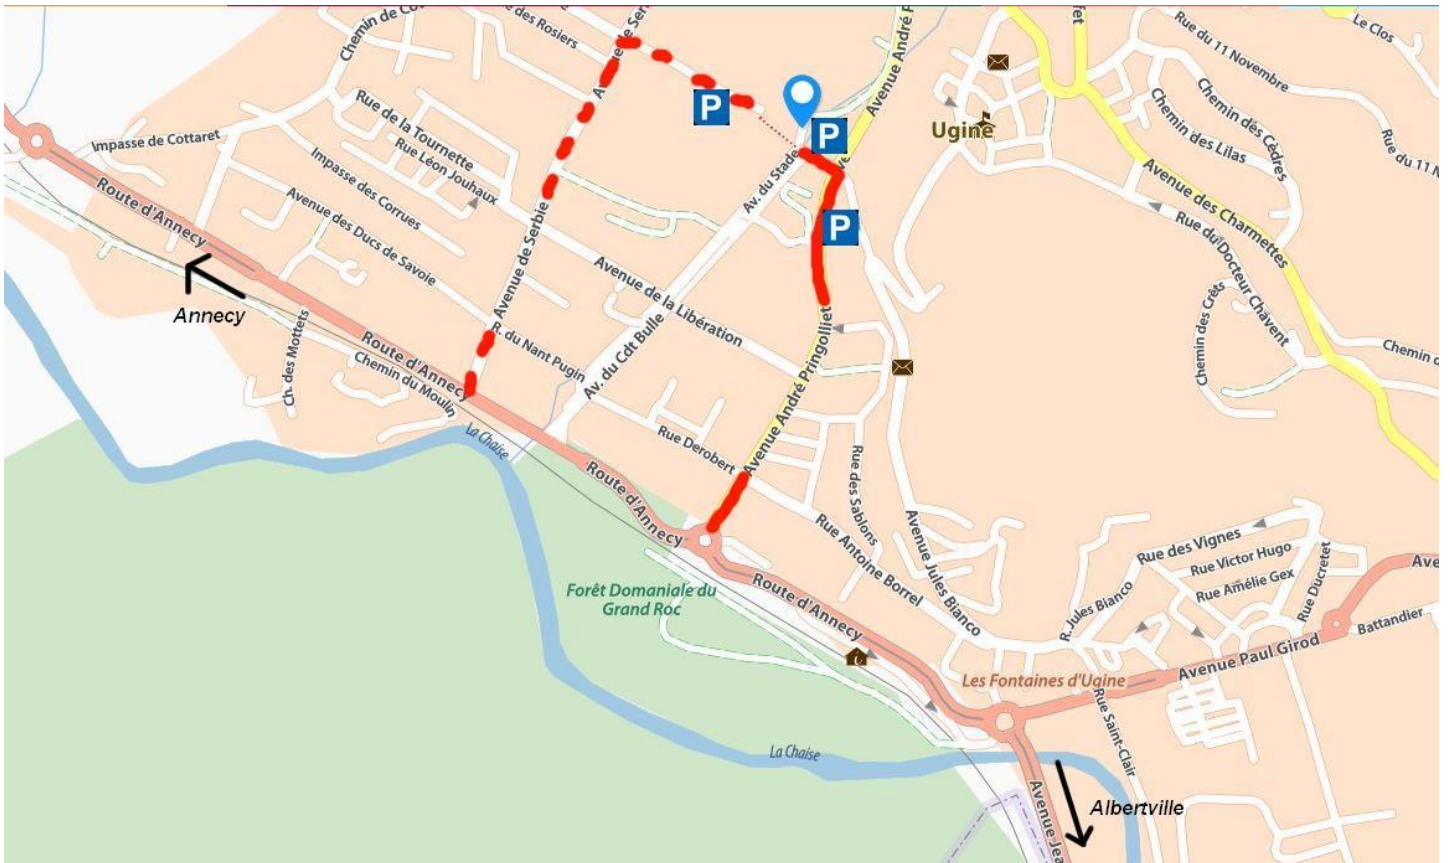 Chemin de Co
e des Rosiers
e de Serb
Avenue André P
fet
Rue du 11 Novembre
Le Clos
P
P
P
Impasse de Cottaret
Rue de la Tournette
Rue Léon Jouhaux
Impasse des Corrues
Avenue des Ducs de Savoie
Route d'Annecy
Annecy
Avenue de Serbie
Av. du Stade
Ugine
Chemin des Cèdres
Chemin des Lilas
Rue du 11 N
Avenue des Charmettes
Rue du Docteur Chavent
Chemin des Crêts
Chemin d
Avenue de la Libération
R. du Nant Pugin
Av. du Cdt Bulle
Avenue André Pringolliet
Route d'Annecy
Ch. des Mottets
Chemin du Moulin
La Chaise
Rue Derobert
Route d'Annecy
Rue des Sablons
Rue Antoine Borrel
Avenue Jules Bianco
Rue des Vignes
Rue Victor Hugo
Rue Amélie Gex
Rue Ducretet
Ave
Battandier
R. Jules Bianco
Avenue Paul Girod
Forêt Domaniale du
Grand Roc
Route d'Annecy
Les Fontaines d'Ugine
Rue Saint-Clair
La Chaise
Albertville
Avenue Jea